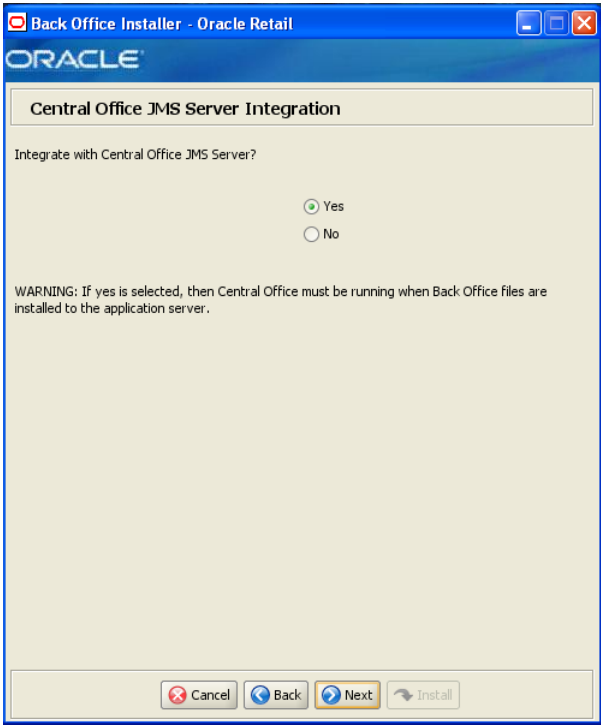 Back Office Installer - Oracle Retail
ORACLE
Central Office JMS Server Integration
Integrate with Central Office JMS Server?
Yes
No
WARNING: If yes is selected, then Central Office must be running when Back Office files are
installed to the application server.
Cancel Back Next Install